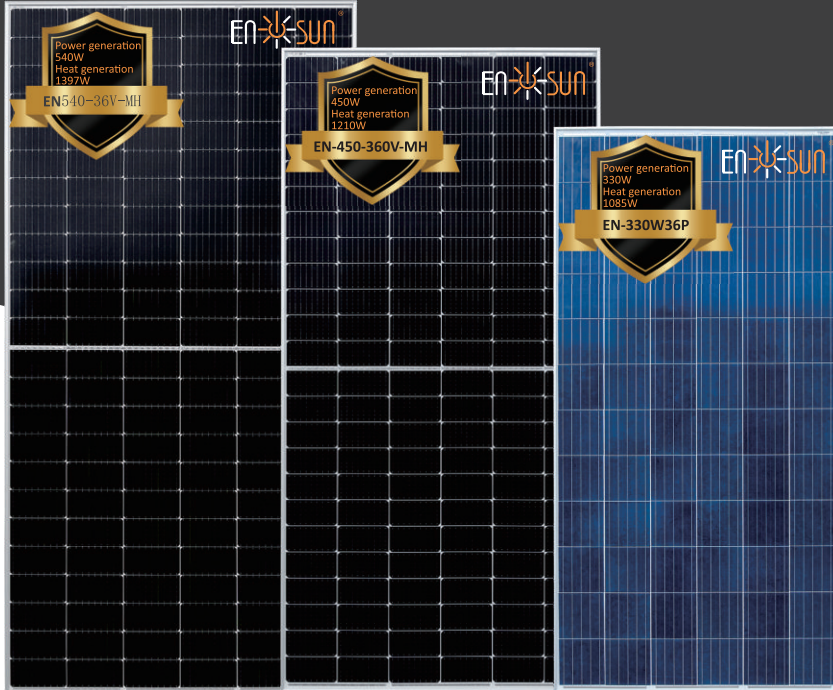 EN SUN®
Power generation
540W
Heat generation
1397W
EN540-36V-MH
EN SUN®
Power generation
450W
Heat generation
1210W
EN-450-360V-MH
EN SUN®
Power generation
330W
Heat generation
1085W
EN-330W36P